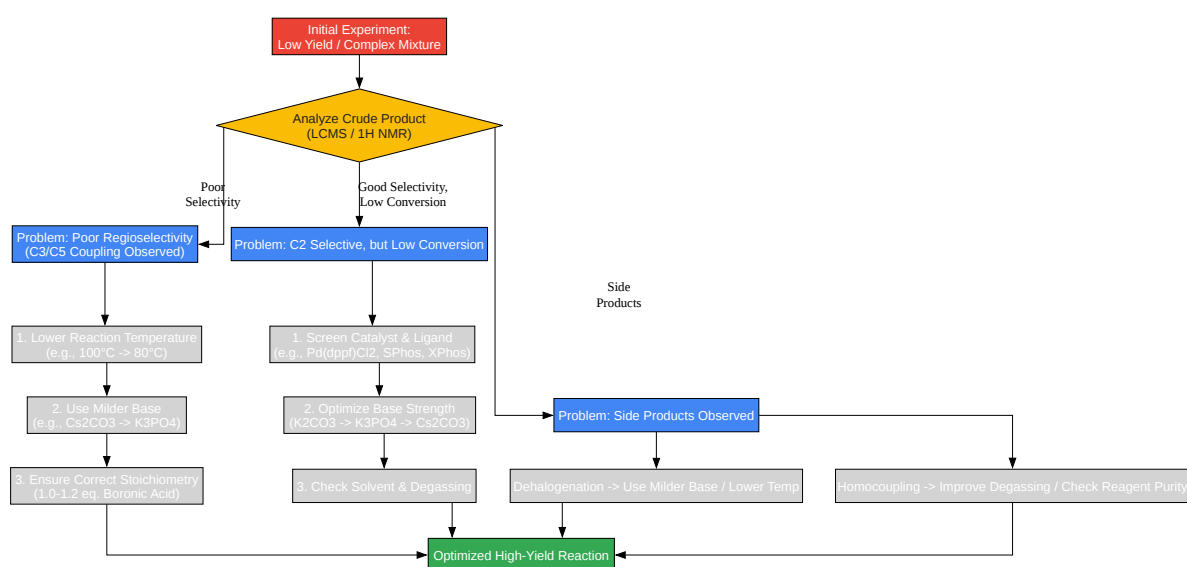 Initial Experiment:
Low Yield / Complex Mixture
Analyze Crude Product
(LCMS / 1H NMR)
Poor
Selectivity
Good Selectivity,
Low Conversion
Problem: Poor Regioselectivity
(C3/C5 Coupling Observed)
Problem: C2 Selective, but Low Conversion
Side
Products
1. Lower Reaction Temperature
(e.g., 100°C -> 80°C)
1. Screen Catalyst & Ligand
(e.g., Pd(dppf)Cl2, SPhos, XPhos)
2. Use Milder Base
(e.g., Cs2CO3 -> K3PO4)
2. Optimize Base Strength
(K2CO3 -> K3PO4 -> Cs2CO3)
Problem: Side Products Observed
3. Ensure Correct Stoichiometry
(1.0-1.2 eq. Boronic Acid)
3. Check Solvent & Degassing
Dehalogenation -> Use Milder Base / Lower Temp
Homocoupling -> Improve Degassing / Check Reagent Purity
Optimized High-Yield Reaction